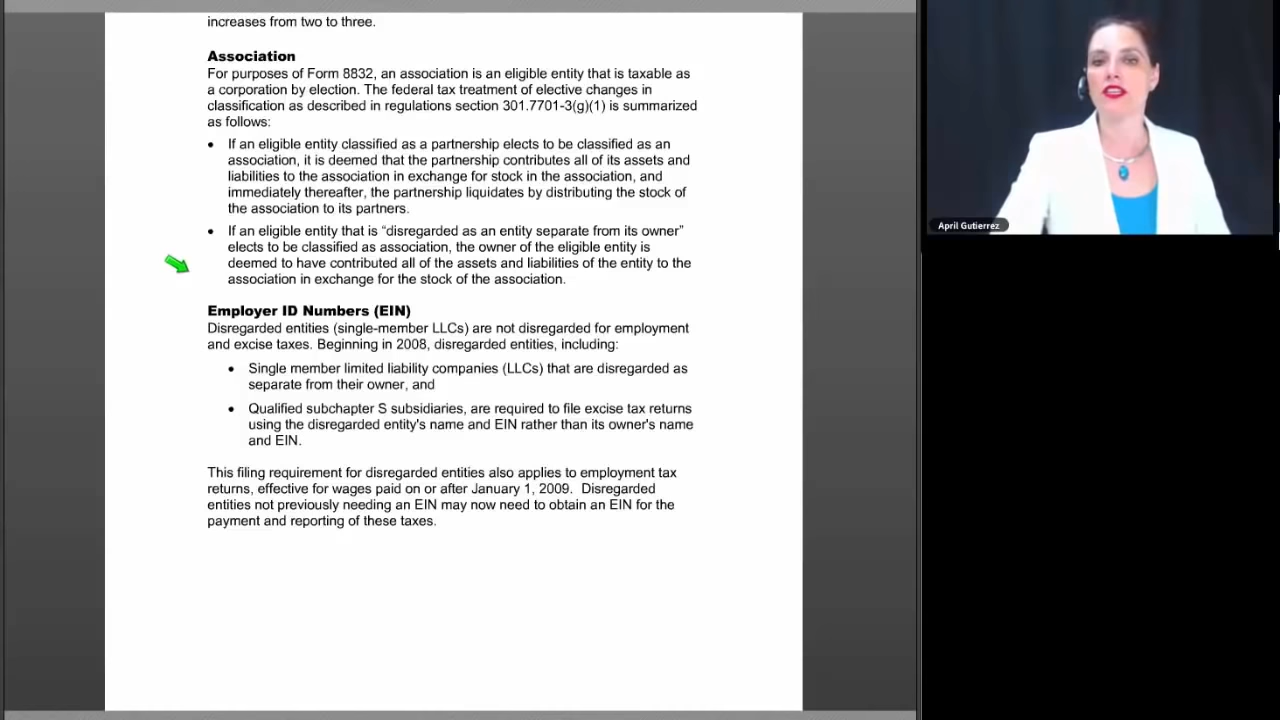 increases from two to three.
Association
For purposes of Form 8832, an association is an eligible entity that is taxable as
a corporation by election. The federal tax treatment of elective changes in
classification as described in regulations section 301.7701-3(g)(1) is summarized
as follows:
• If an eligible entity classified as a partnership elects to be classified as an
association, it is deemed that the partnership contributes all of its assets and
liabilities to the association in exchange for stock in the association, and
immediately thereafter, the partnership liquidates by distributing the stock of
the association to its partners.
• If an eligible entity that is “disregarded as an entity separate from its owner”
elects to be classified as association, the owner of the eligible entity is
deemed to have contributed all of the assets and liabilities of the entity to the
association in exchange for the stock of the association.
Employer ID Numbers (EIN)
Disregarded entities (single-member LLCs) are not disregarded for employment
and excise taxes. Beginning in 2008, disregarded entities, including:
• Single member limited liability companies (LLCs) that are disregarded as
separate from their owner, and
• Qualified subchapter S subsidiaries, are required to file excise tax returns
using the disregarded entity's name and EIN rather than its owner's name
and EIN.
This filing requirement for disregarded entities also applies to employment tax
returns, effective for wages paid on or after January 1, 2009. Disregarded
entities not previously needing an EIN may now need to obtain an EIN for the
payment and reporting of these taxes.
April Gutierrez